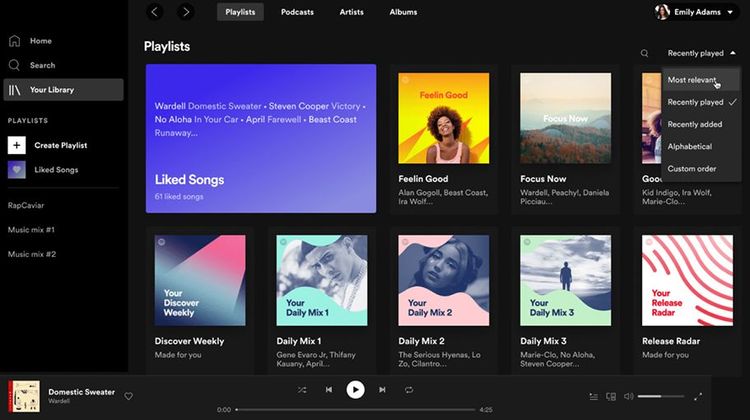 Playlists
Podcasts
Artists
Albums
Emily Adams
Home
Search
Your Library
PLAYLISTS
Create Playlist
Liked Songs
RapCaviar
Music mix #1
Music mix #2
Playlists
Recently played
Most relevant
Recently played
Recently added
Alphabetical
Custom order
Wardell Domestic Sweater • Steven Cooper Victory •
No Aloha In Your Car • April Farewell • Beast Coast
Runaway...
Liked Songs
61 liked songs
Feelin Good
Feelin Good
Alan Gogoll, Beast Coast,
Ira Wolf...
Focus Now
Focus Now
Wardell, Peachy!, Daniela
Picciau...
Kid Indigo, Ira Wolf,
Marie-Clo...
Your
Discover
Weekly
Discover Weekly
Made for you
Your
Daily Mix 1
Daily Mix 1
Gene Evaro Jr, Thifany
Kauany, April...
Your
Daily Mix 2
Daily Mix 2
The Serious Hyenas, Lo
Zo, Cilantro...
Your
Daily Mix 3
Daily Mix 3
Marie-Clo, No Aloha,
Steven Cooper...
Your
Release
Radar
Release Radar
Made for you
Domestic Sweater
Wardell
0:00
4:25